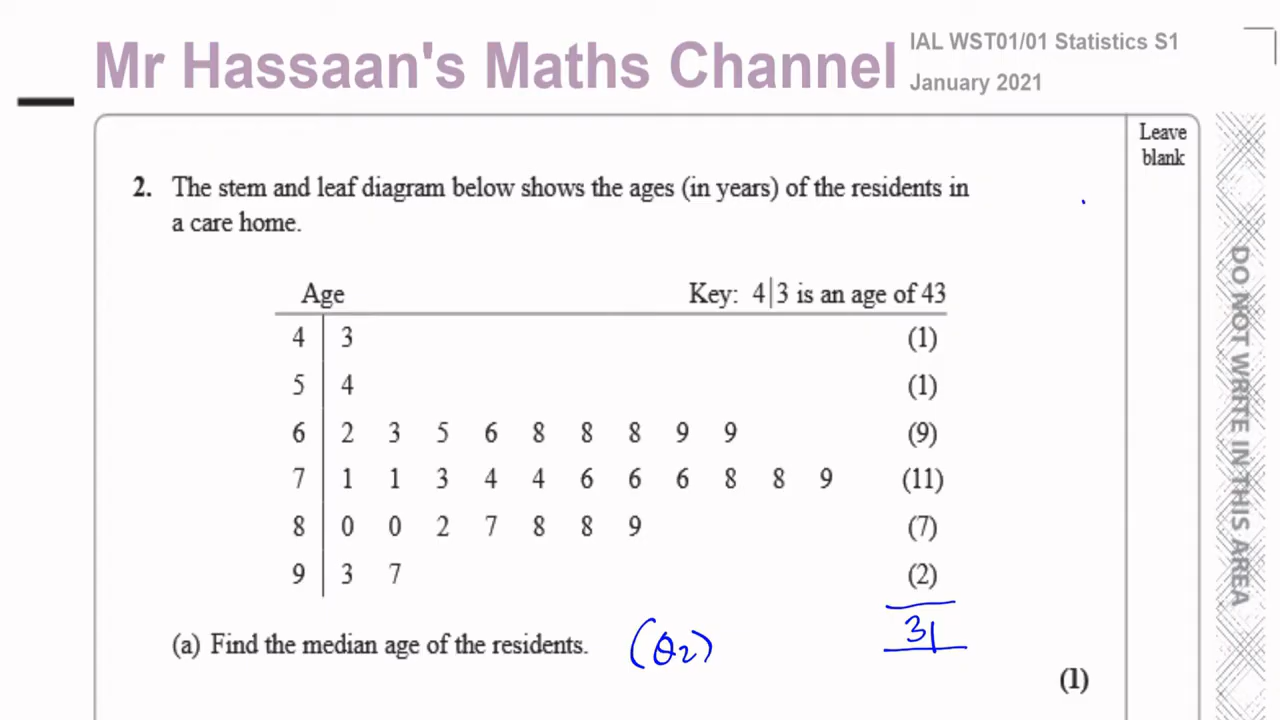 Mr Hassaan's Maths Channel
IAL WST01/01 Statistics S1
January 2021
Leave
blank
2. The stem and leaf diagram below shows the ages (in years) of the residents in
a care home.
Age Key: 4|3 is an age of 43
4 3 (1)
5 4 (1)
6 2 3 5 6 8 8 8 9 9 (9)
7 1 1 3 4 4 6 6 6 8 8 9 (11)
8 0 0 2 7 8 8 9 (7)
9 3 7 (2)
31
(a) Find the median age of the residents. (Q2)
(1)
DO NOT WRITE IN THIS AREA